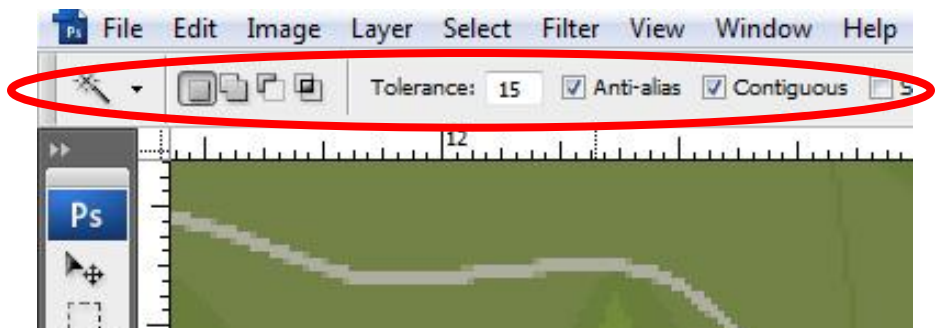 Ps File Edit Image Layer Select Filter View Window Help
Tolerance: 15 Anti-alias Contiguous S
12
Ps